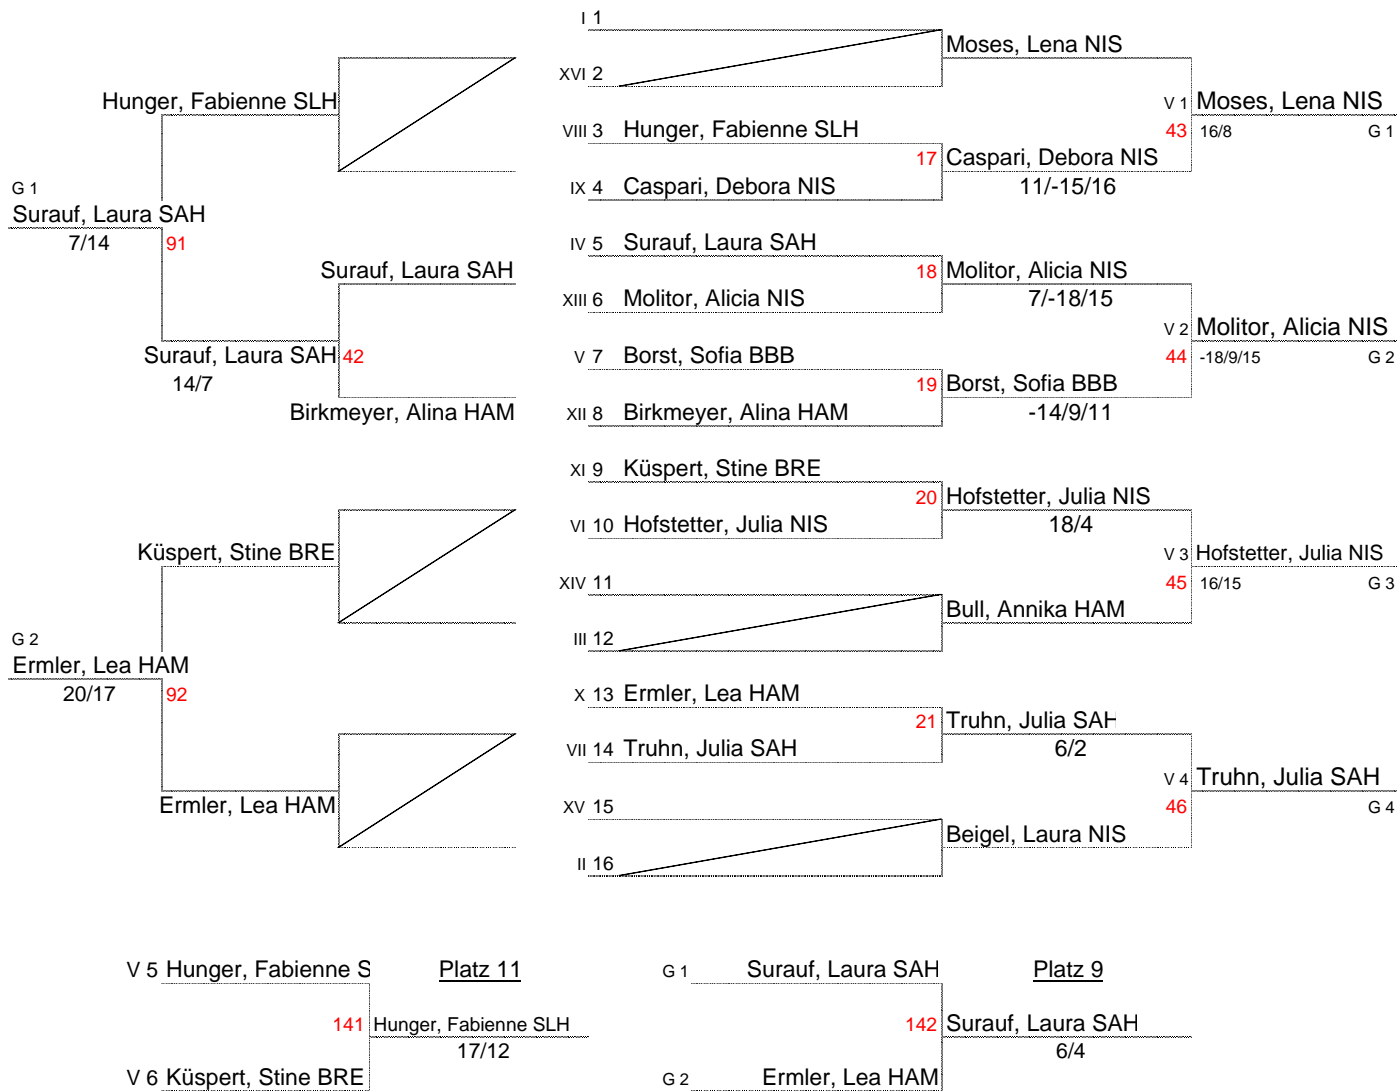 I 1
Moses, Lena NIS
XVI 2
Hunger, Fabienne SLH
V 1 Moses, Lena NIS
VIII 3 Hunger, Fabienne SLH
43 16/8 G 1
17 Caspari, Debora NIS
G 1
IX 4 Caspari, Debora NIS
11/-15/16
Surauf, Laura SAH
7/14 91
IV 5 Surauf, Laura SAH
Surauf, Laura SAH
18 Molitor, Alicia NIS
XIII 6 Molitor, Alicia NIS
7/-18/15
V 2 Molitor, Alicia NIS
Surauf, Laura SAH 42
V 7 Borst, Sofia BBB
44 -18/9/15 G 2
14/7
19 Borst, Sofia BBB
Birkmeyer, Alina HAM
XII 8 Birkmeyer, Alina HAM
-14/9/11
XI 9 Küspert, Stine BRE
20 Hofstetter, Julia NIS
VI 10 Hofstetter, Julia NIS
18/4
Küspert, Stine BRE
V 3 Hofstetter, Julia NIS
XIV 11
45 16/15 G 3
Bull, Annika HAM
G 2
III 12
Ermler, Lea HAM
20/17 92
X 13 Ermler, Lea HAM
21 Truhn, Julia SAH
VII 14 Truhn, Julia SAH
6/2
V 4 Truhn, Julia SAH
Ermler, Lea HAM
XV 15
46 G 4
Beigel, Laura NIS
II 16
V 5 Hunger, Fabienne S Platz 11
G 1 Surauf, Laura SAH Platz 9
141 Hunger, Fabienne SLH
142 Surauf, Laura SAH
17/12
6/4
V 6 Küspert, Stine BRE
G 2 Ermler, Lea HAM